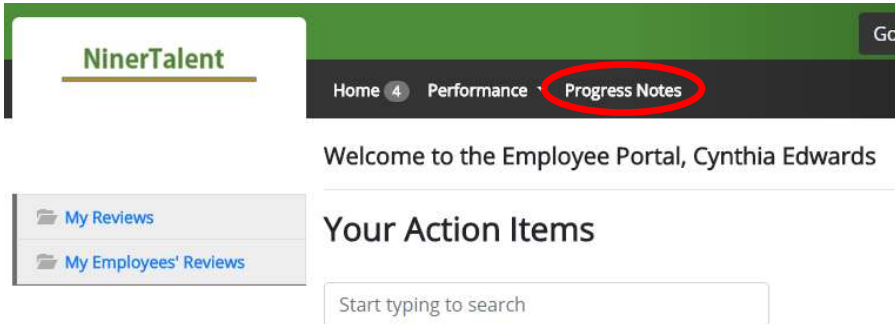 Go
NinerTalent
Home 4 Performance Progress Notes
Welcome to the Employee Portal, Cynthia Edwards
My Reviews
My Employees' Reviews
Your Action Items
Start typing to search